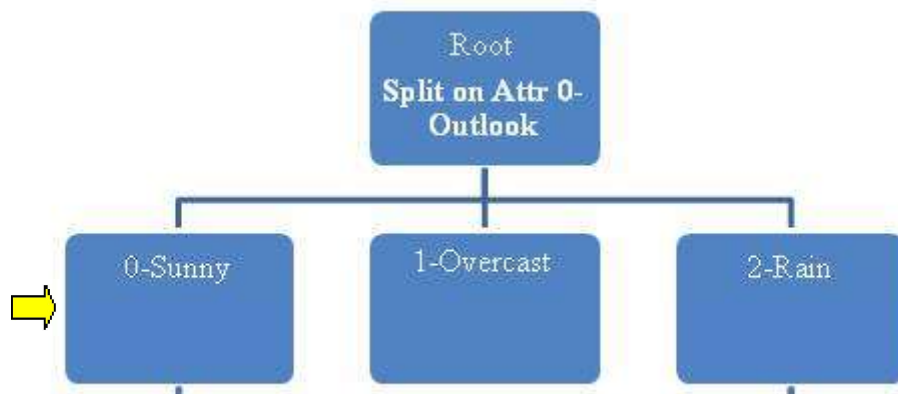 Root
Split on Attr 0-
Outlook
0-Sunny
1-Overcast
2-Rain